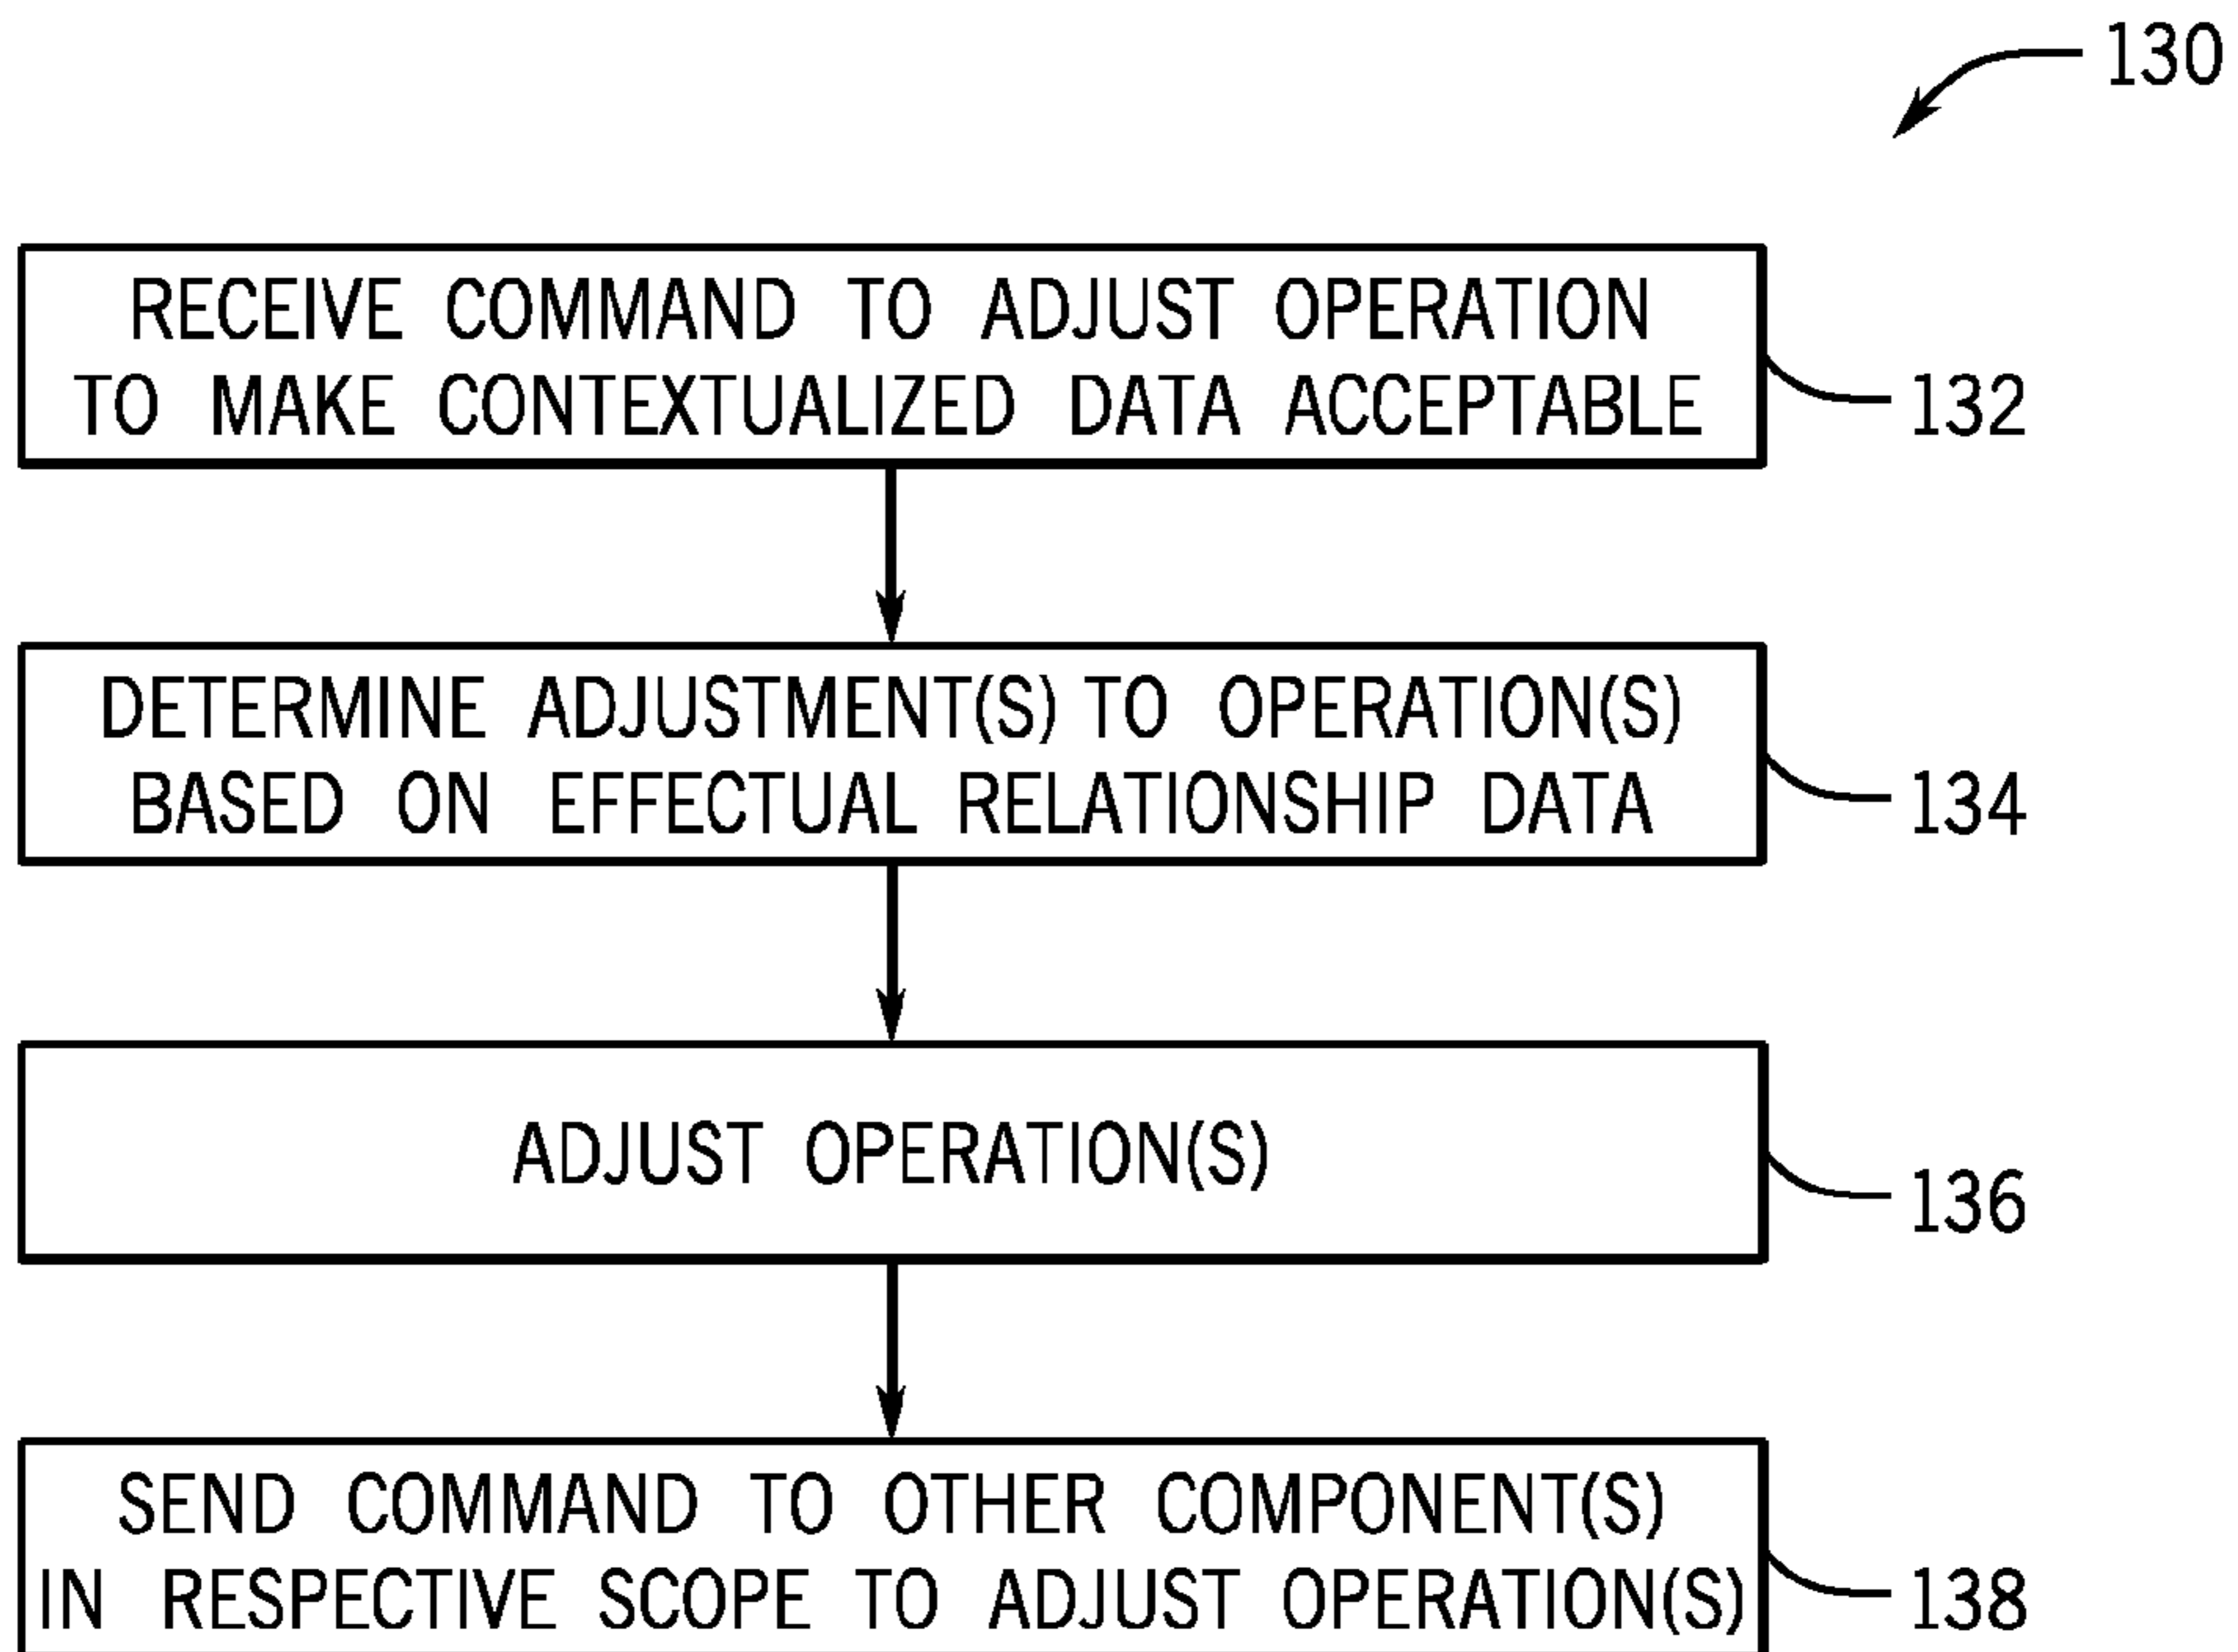 130
RECEIVE COMMAND TO ADJUST OPERATION
TO MAKE CONTEXTUALIZED DATA ACCEPTABLE
132
DETERMINE ADJUSTMENT(S) TO OPERATION(S)
BASED ON EFFECTUAL RELATIONSHIP DATA
134
ADJUST OPERATION(S)
136
SEND COMMAND TO OTHER COMPONENT(S)
IN RESPECTIVE SCOPE TO ADJUST OPERATION(S)
138